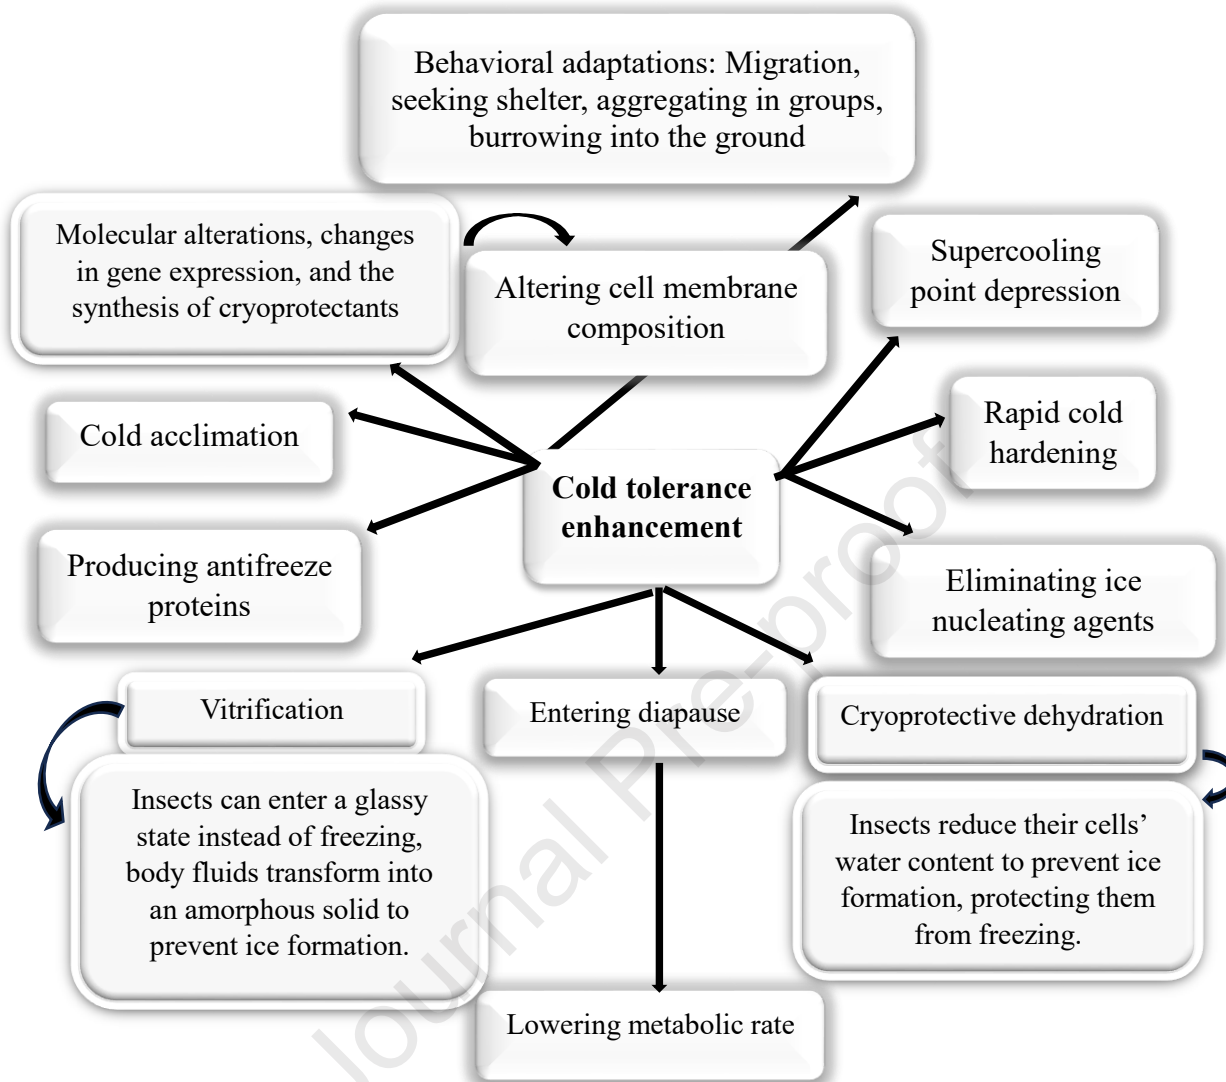 Behavioral adaptations: Migration,
seeking shelter, aggregating in groups,
burrowing into the ground
Molecular alterations, changes
in gene expression, and the
synthesis of cryoprotectants
Altering cell membrane
composition
Supercooling
point depression
Cold acclimation
Rapid cold
hardening
Cold tolerance
enhancement
Producing antifreeze
proteins
Eliminating ice
nucleating agents
Vitrification
Entering diapause
Cryoprotective dehydration
Insects can enter a glassy
state instead of freezing,
body fluids transform into
an amorphous solid to
prevent ice formation.
Insects reduce their cells’
water content to prevent ice
formation, protecting them
from freezing.
Lowering metabolic rate
Journal Pre-proof